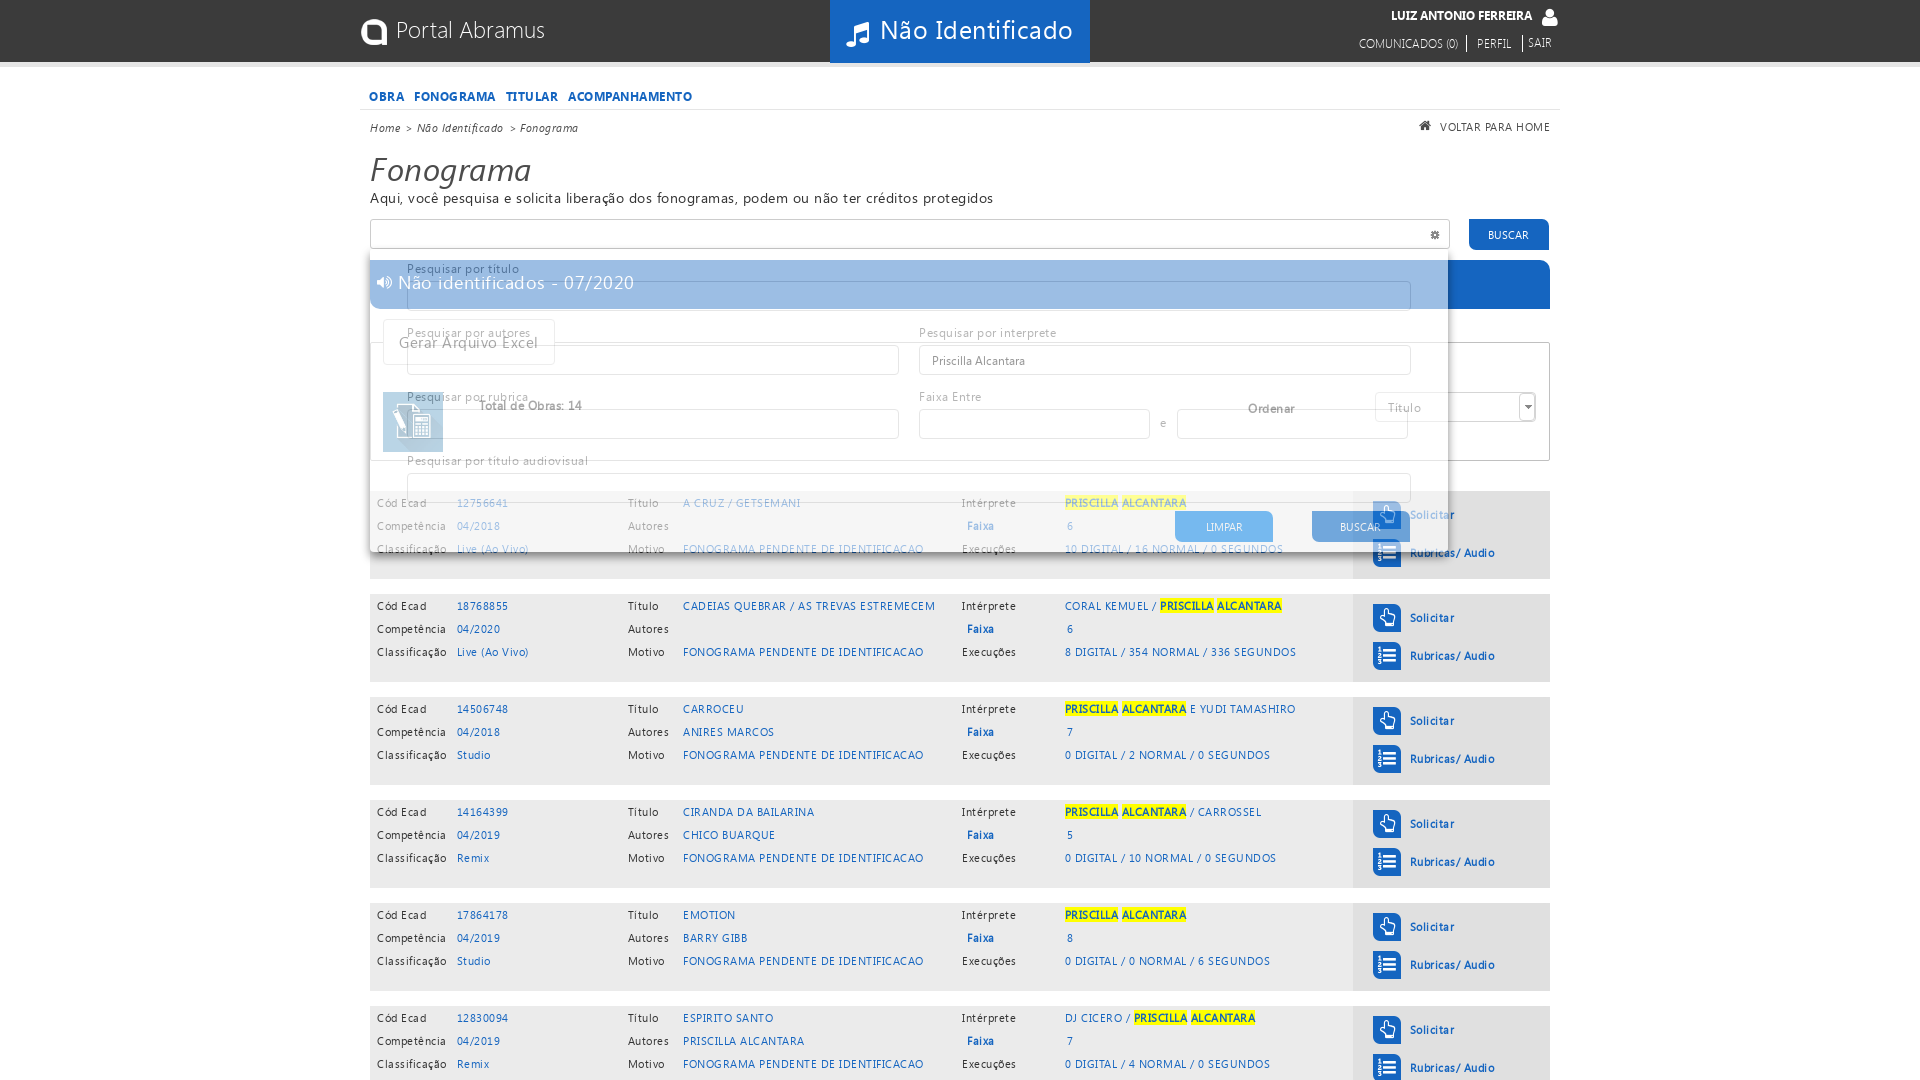 Portal Abramus
Não Identificado
LUIZ ANTONIO FERREIRA
COMUNICADOS (0) PERFIL SAIR
OBRA FONOGRAMA TITULAR ACOMPANHAMENTO
Home > Não Identificado > Fonograma
VOLTAR PARA HOME
Fonograma
Aqui, você pesquisa e solicita liberação dos fonogramas, podem ou não ter créditos protegidos
BUSCAR
Pesquisar por titulo
Não identificados - 07/2020
Pesquisar por autores Pesquisar por interprete
Gerar Arquivo Excel
Priscilla Alcantara
Pesquisar por rubrica Faixa Entre
Total de Obras: 14 Ordenar Titulo
e
Pesquisar por titulo audiovisual
Cód Ecad 12756641 Título A CRUZ / GETSEMANI Intérprete PRISCILLA ALCANTARA
Solicitar
Competência 04/2018 Autores Faixa 6
LIMPAR BUSCAR
Classificação Live (Ao Vivo) Motivo FONOGRAMA PENDENTE DE IDENTIFICACAO Execuções 10 DIGITAL / 16 NORMAL / 0 SEGUNDOS
Rubricas/ Audio
Cód Ecad 18768855 Título CADEIAS QUEBRAR / AS TREVAS ESTREMECEM Intérprete CORAL KEMUEL / PRISCILLA ALCANTARA
Solicitar
Competência 04/2020 Autores Faixa 6
Classificação Live (Ao Vivo) Motivo FONOGRAMA PENDENTE DE IDENTIFICACAO Execuções 8 DIGITAL / 354 NORMAL / 336 SEGUNDOS
Rubricas/ Audio
Cód Ecad 14506748 Título CARROCEU Intérprete PRISCILLA ALCANTARA E YUDI TAMASHIRO
Solicitar
Competência 04/2018 Autores ANIRES MARCOS Faixa 7
Classificação Studio Motivo FONOGRAMA PENDENTE DE IDENTIFICACAO Execuções 0 DIGITAL / 2 NORMAL / 0 SEGUNDOS
Rubricas/ Audio
Cód Ecad 14164399 Título CIRANDA DA BAILARINA Intérprete PRISCILLA ALCANTARA / CARROSSEL
Solicitar
Competência 04/2019 Autores CHICO BUARQUE Faixa 5
Classificação Remix Motivo FONOGRAMA PENDENTE DE IDENTIFICACAO Execuções 0 DIGITAL / 10 NORMAL / 0 SEGUNDOS
Rubricas/ Audio
Cód Ecad 17864178 Título EMOTION Intérprete PRISCILLA ALCANTARA
Solicitar
Competência 04/2019 Autores BARRY GIBB Faixa 8
Classificação Studio Motivo FONOGRAMA PENDENTE DE IDENTIFICACAO Execuções 0 DIGITAL / 0 NORMAL / 6 SEGUNDOS
Rubricas/ Audio
Cód Ecad 12830094 Título ESPIRITO SANTO Intérprete DJ CICERO / PRISCILLA ALCANTARA
Solicitar
Competência 04/2019 Autores PRISCILLA ALCANTARA Faixa 7
Classificação Remix Motivo FONOGRAMA PENDENTE DE IDENTIFICACAO Execuções 0 DIGITAL / 4 NORMAL / 0 SEGUNDOS
Rubricas/ Audio